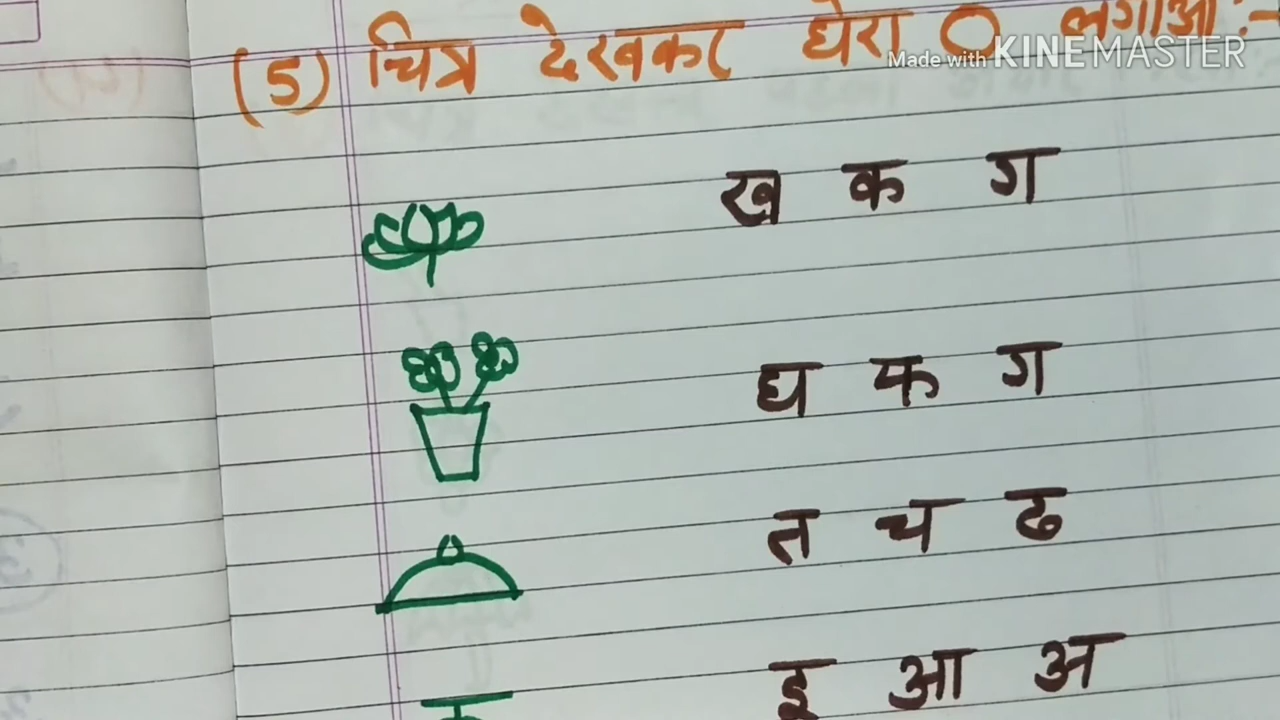 (5) चित्र देखकर घेरा O लगाओ :-
Made with KINEMASTER
ख क ग
घ फ ग
त च ढ
इ आ अ